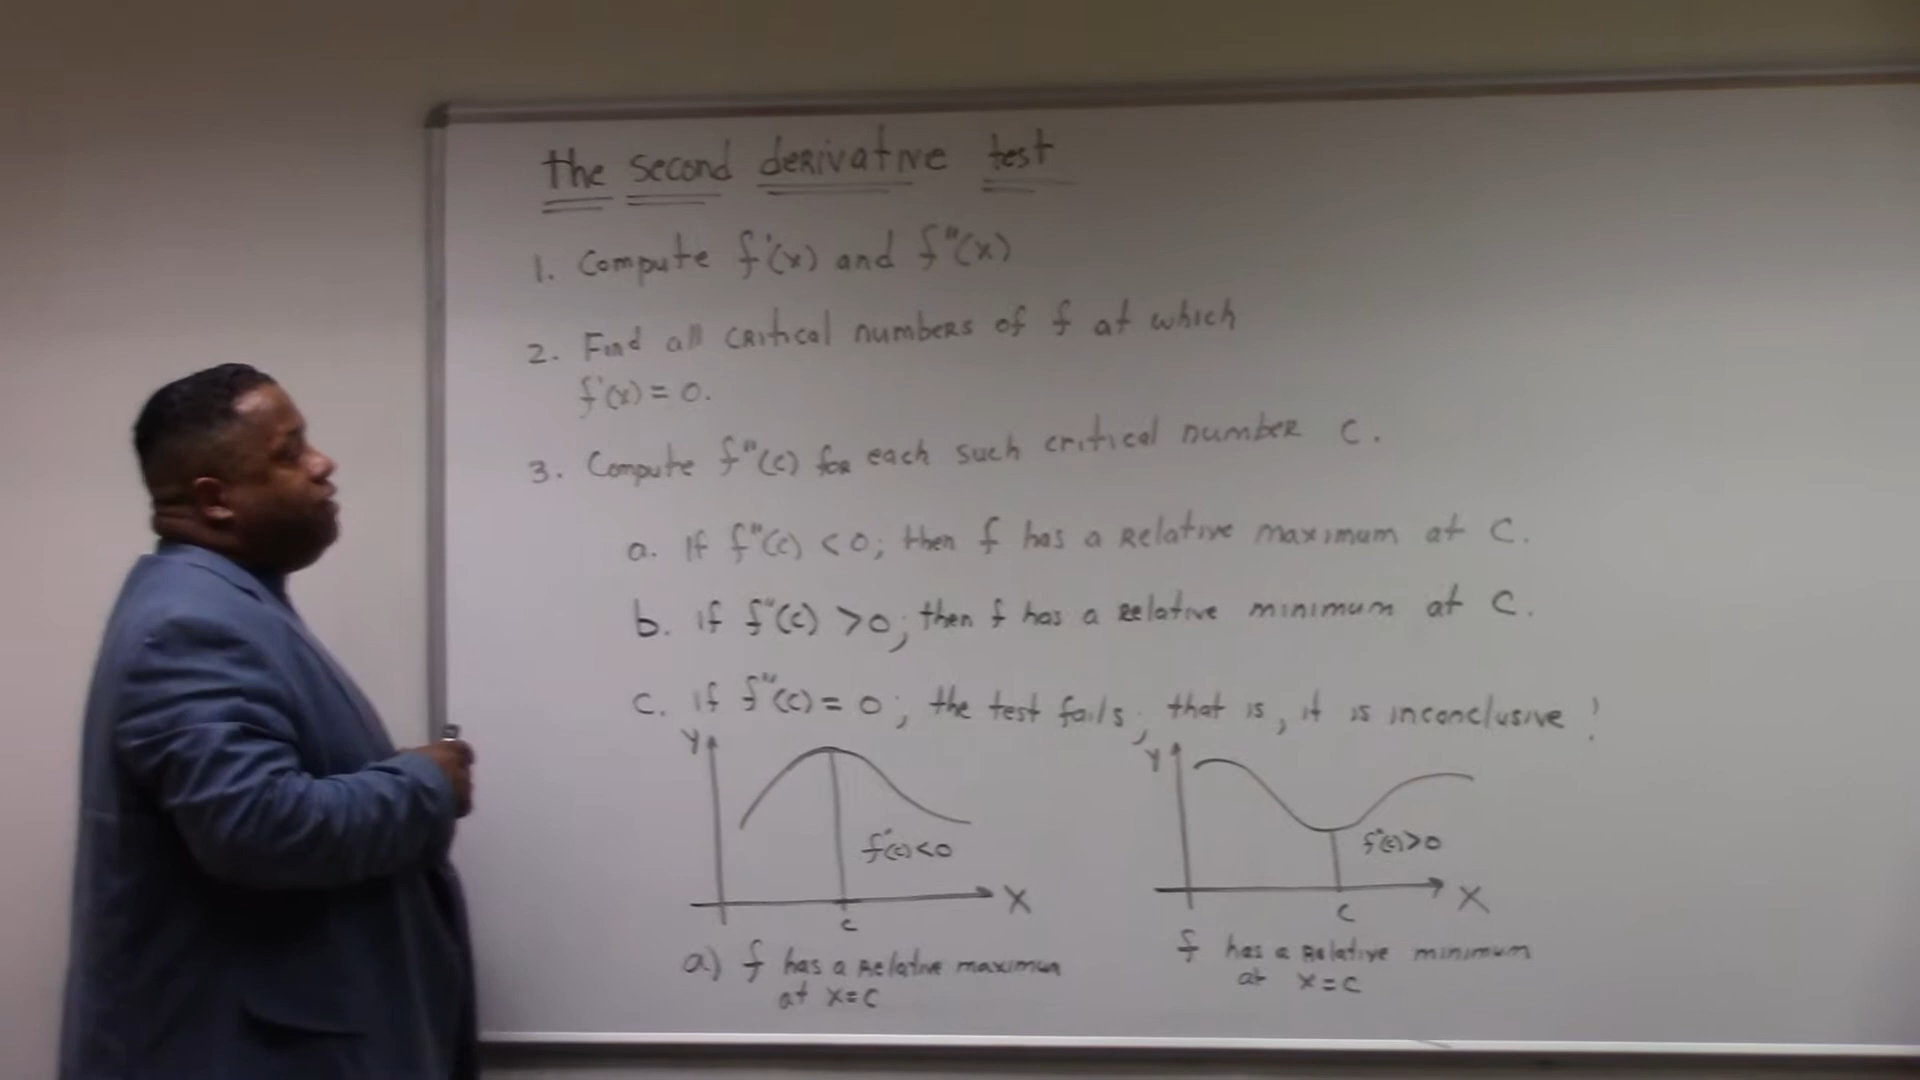 the second derivative test
1. Compute f'(x) and f"(x)
2. Find all critical numbers of f at which
f'(x) = 0.
3. Compute f"(c) for each such critical number c.
a. if f"(c) < 0; then f has a relative maximum at c.
b. if f"(c) > 0; then f has a relative minimum at c.
c. if f"(c) = 0; the test fails; that is, it is inconclusive!
Y
f"(c) < 0
X
c
a) f has a relative maximum
at x = c
Y
f"(c) > 0
X
c
f has a relative minimum
at x = c